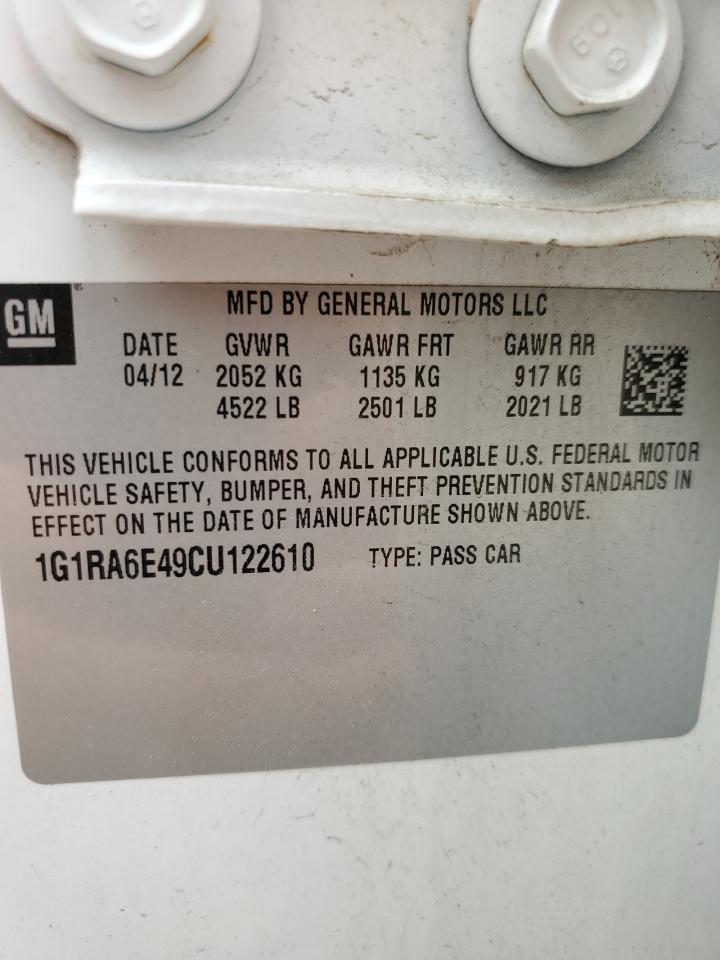 GM
MFD BY GENERAL MOTORS LLC
DATE GVWR GAWR FRT GAWR RR
04/12 2052 KG 1135 KG 917 KG
4522 LB 2501 LB 2021 LB
THIS VEHICLE CONFORMS TO ALL APPLICABLE U.S. FEDERAL MOTOR
VEHICLE SAFETY, BUMPER, AND THEFT PREVENTION STANDARDS IN
EFFECT ON THE DATE OF MANUFACTURE SHOWN ABOVE.
1G1RA6E49CU122610 TYPE: PASS CAR